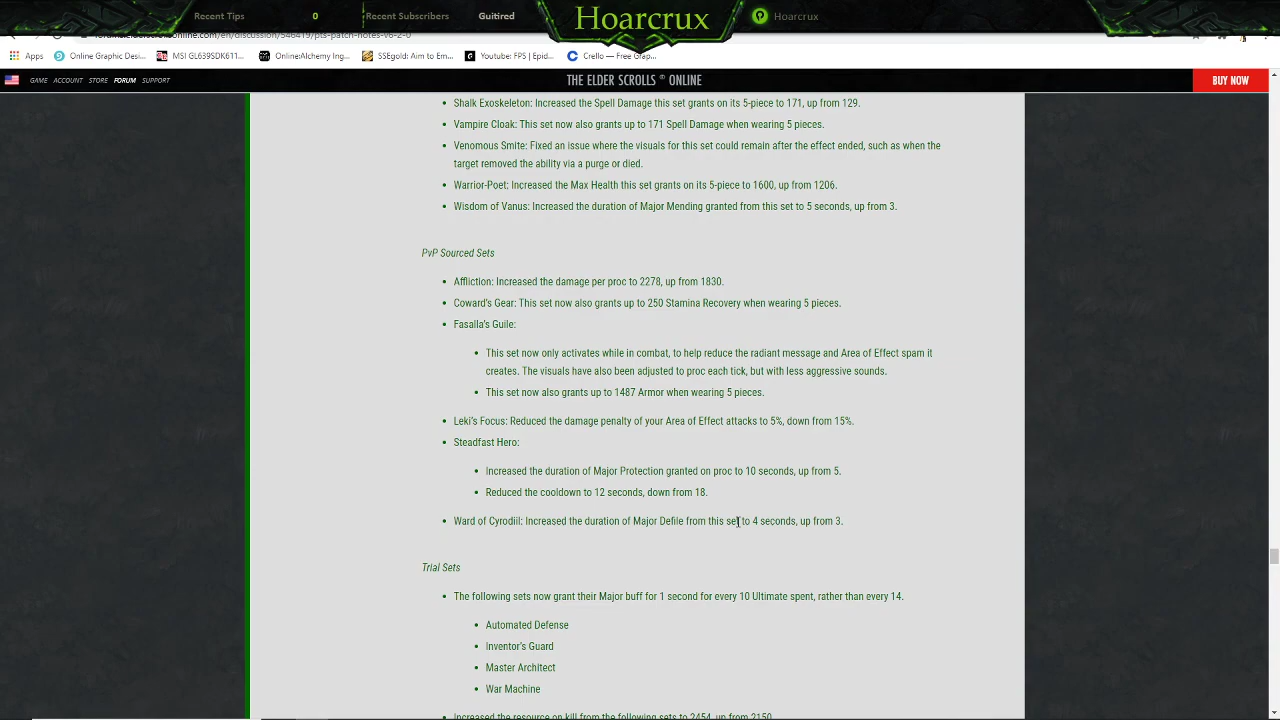 Recent Tips 0 Recent Subscribers Guitired Hoarcrux Hoarcrux
en/discussion/546419/pts-patch-notes-v6-2-0
Apps Online Graphic Desi... MSI GL639SDK611... Online:Alchemy Ing... SSEgold: Aim to Em... Youtube: FPS | Epid... Crello — Free Grap...
GAME ACCOUNT STORE FORUM SUPPORT THE ELDER SCROLLS ® ONLINE BUY NOW
• Shalk Exoskeleton: Increased the Spell Damage this set grants on its 5-piece to 171, up from 129.
• Vampire Cloak: This set now also grants up to 171 Spell Damage when wearing 5 pieces.
• Venomous Smite: Fixed an issue where the visuals for this set could remain after the effect ended, such as when the
target removed the ability via a purge or died.
• Warrior-Poet: Increased the Max Health this set grants on its 5-piece to 1600, up from 1206.
• Wisdom of Vanus: Increased the duration of Major Mending granted from this set to 5 seconds, up from 3.
PvP Sourced Sets
• Affliction: Increased the damage per proc to 2278, up from 1830.
• Coward's Gear: This set now also grants up to 250 Stamina Recovery when wearing 5 pieces.
• Fasalla's Guile:
• This set now only activates while in combat, to help reduce the radiant message and Area of Effect spam it
creates. The visuals have also been adjusted to proc each tick, but with less aggressive sounds.
• This set now also grants up to 1487 Armor when wearing 5 pieces.
• Leki's Focus: Reduced the damage penalty of your Area of Effect attacks to 5%, down from 15%.
• Steadfast Hero:
• Increased the duration of Major Protection granted on proc to 10 seconds, up from 5.
• Reduced the cooldown to 12 seconds, down from 18.
• Ward of Cyrodiil: Increased the duration of Major Defile from this set to 4 seconds, up from 3.
Trial Sets
• The following sets now grant their Major buff for 1 second for every 10 Ultimate spent, rather than every 14.
• Automated Defense
• Inventor's Guard
• Master Architect
• War Machine
• Increased the resource on kill from the following sets to 2454, up from 2150.